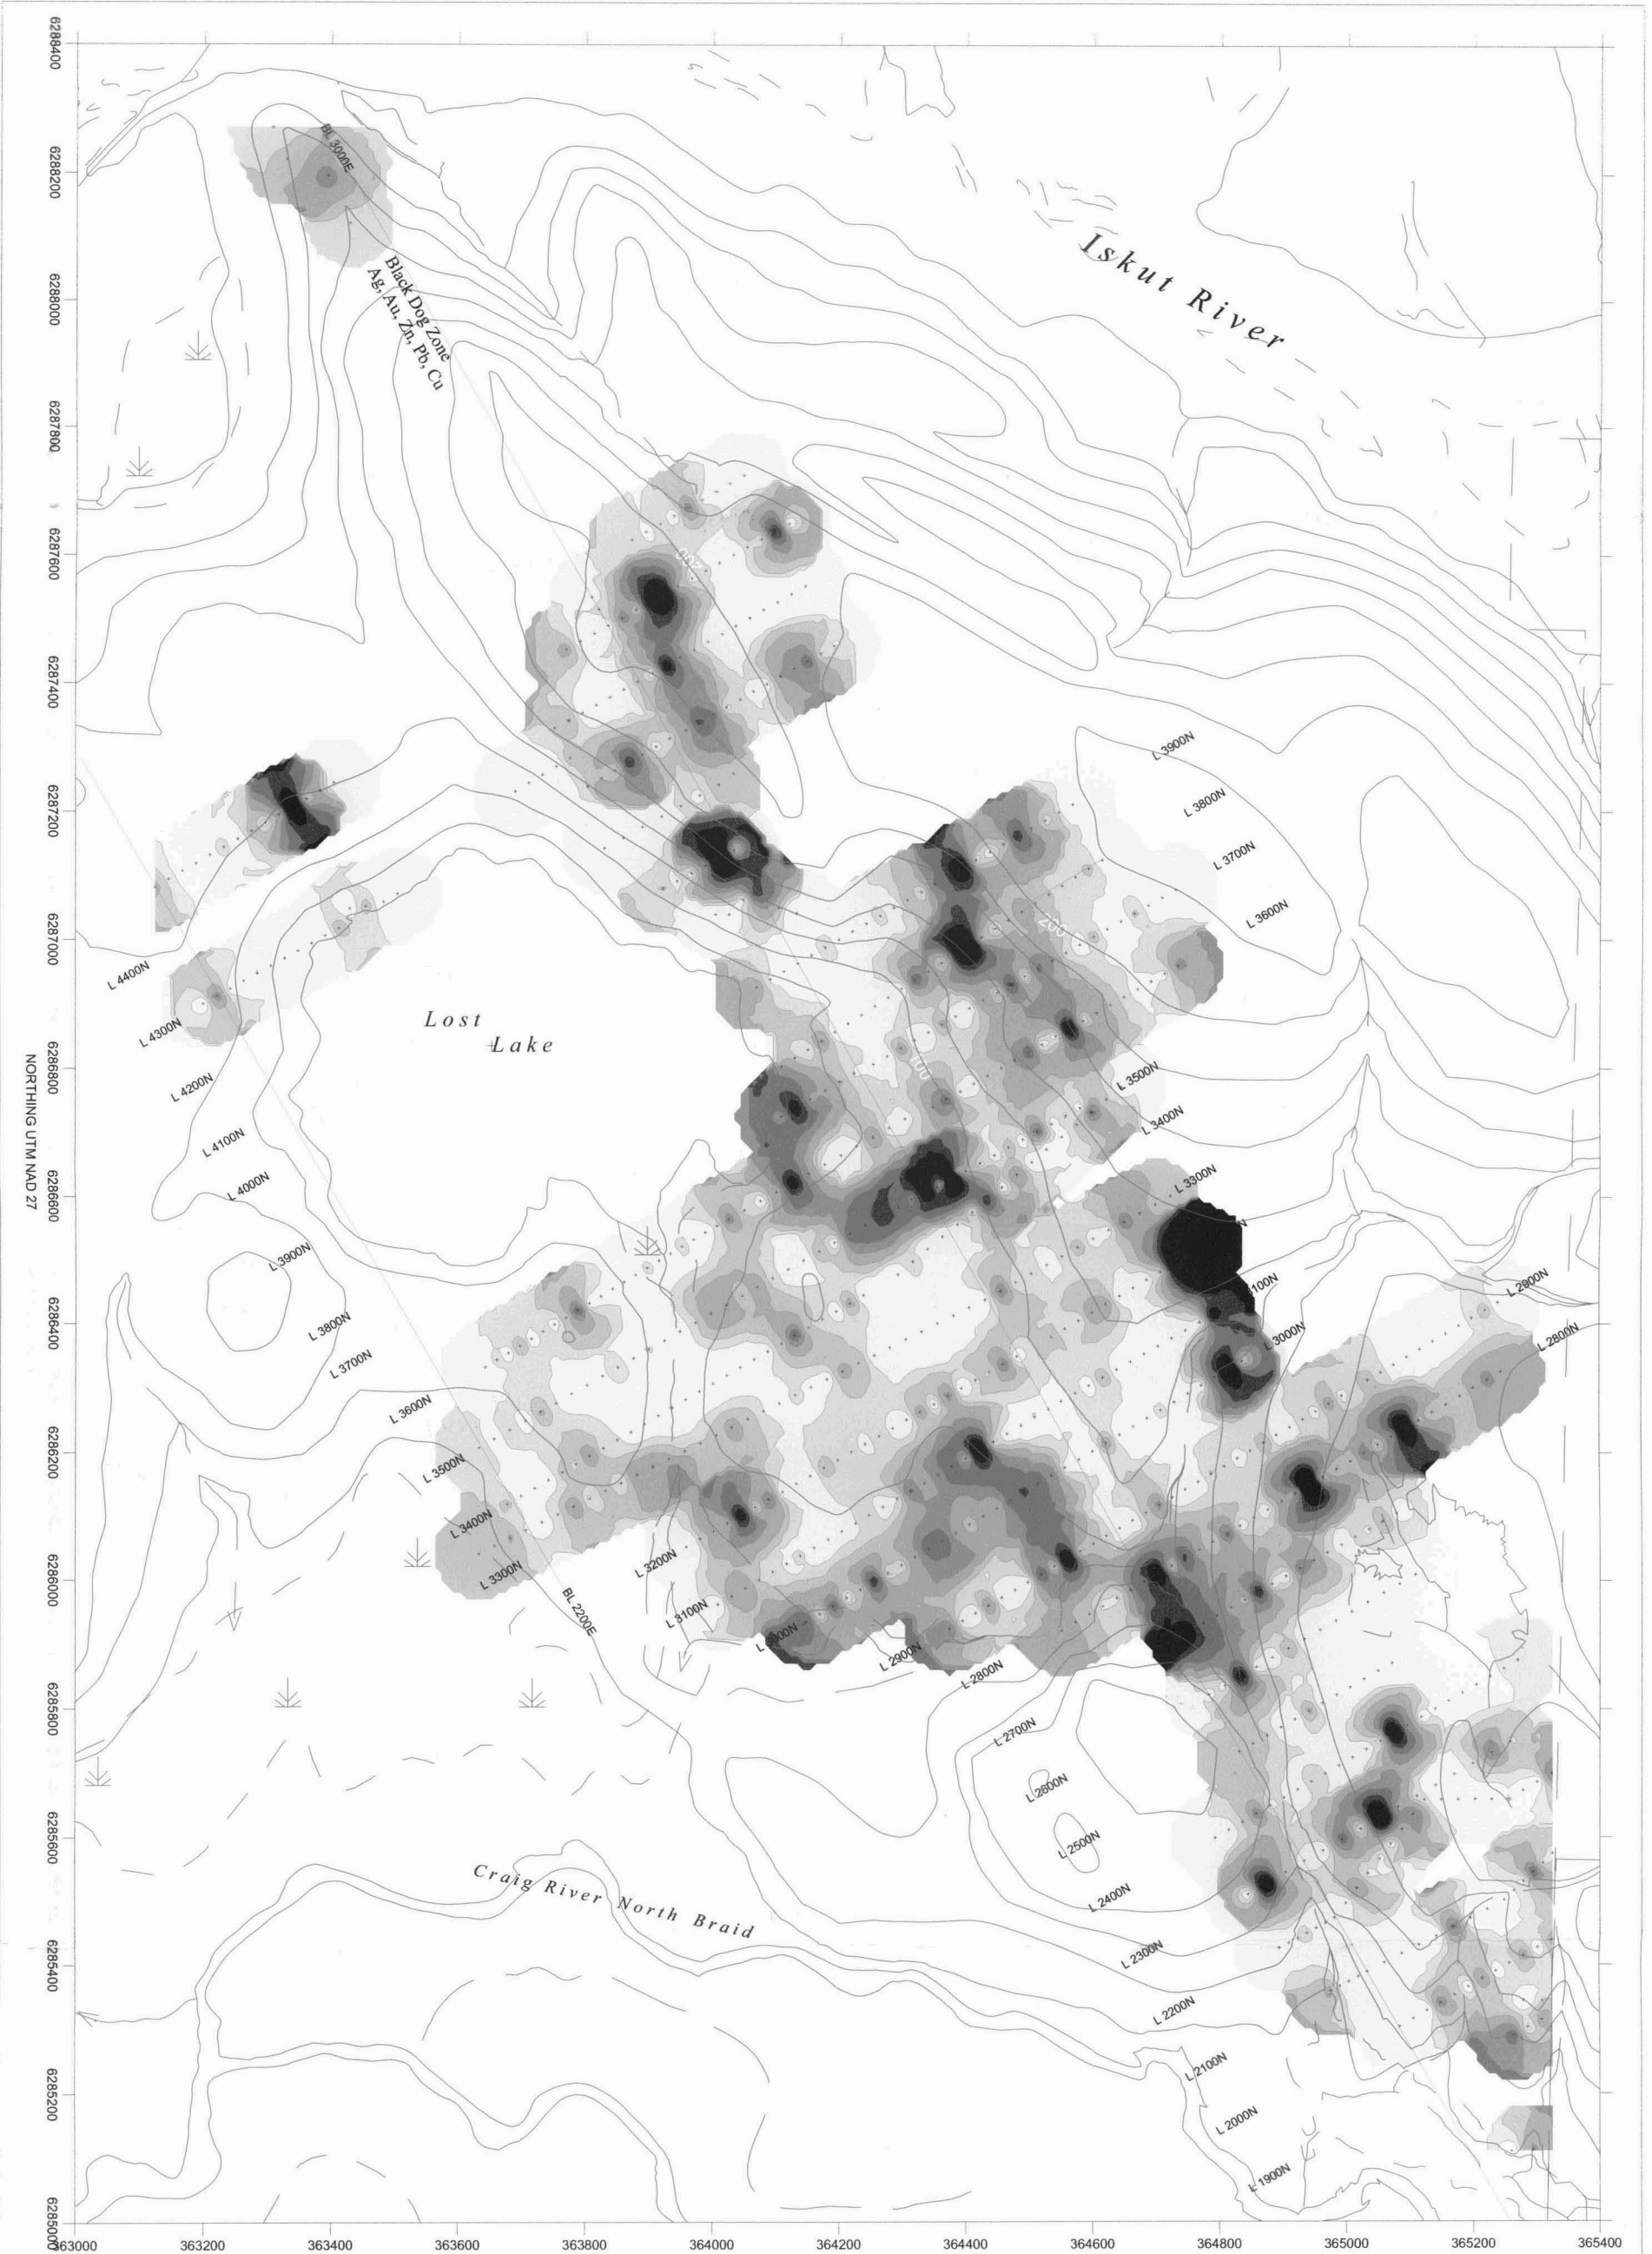 6288400
BL 3000E
6288200
Iskut River
Black Dog Zone
Ag, Au, Zn, Pb, Cu
6288000
6287800
6287600
200
6287400
L 3900N
L 3800N
6287200
L 3700N
L 3600N
200
L 4400N
6287000
Lost
Lake
L 4300N
100
L 3500N
6286800
L 4200N
NORTHING UTM NAD 27
L 3400N
L 4100N
L 3300N
L 4000N
6286600
N
L 3900N
100N
L 2900N
L 3800N
L 3000N
L 2800N
6286400
L 3700N
L 3600N
L 3500N
6286200
L 3400N
L 3200N
L 3300N
6286000
BL 2200E
L 3100N
L 3000N
L 2900N
L 2800N
6285800
L 2700N
L 2600N
L 2500N
6285600
Craig River North Braid
L 2400N
L 2300N
6285400
L 2200N
L 2100N
6285200
L 2000N
L 1900N
6285000
363000 363200 363400 363600 363800 364000 364200 364400 364600 364800 365000 365200 365400